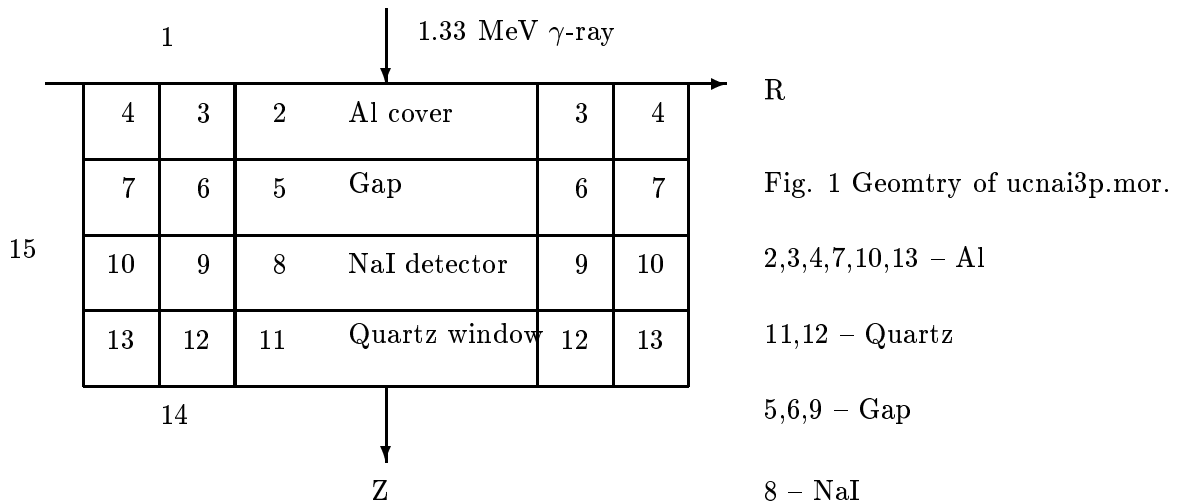 1
1.33 MeV γ-ray
R
4 3 2 Al cover 3 4
7 6 5 Gap 6 7
Fig. 1 Geomtry of ucnai3p.mor.
15
10 9 8 NaI detector 9 10
2,3,4,7,10,13 – Al
13 12 11 Quartz window 12 13
11,12 – Quartz
14
5,6,9 – Gap
Z
8 – NaI